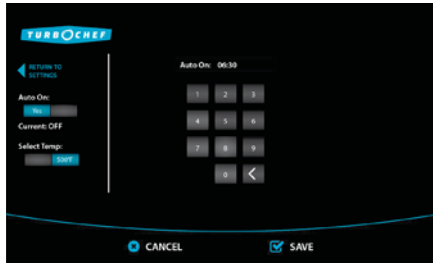 TURBOCHEF
RETURN TO
SETTINGS
Auto On: 06:30
Auto On:
Yes
Current: OFF
Select Temp:
500°F
1 2 3
4 5 6
7 8 9
0
CANCEL
SAVE